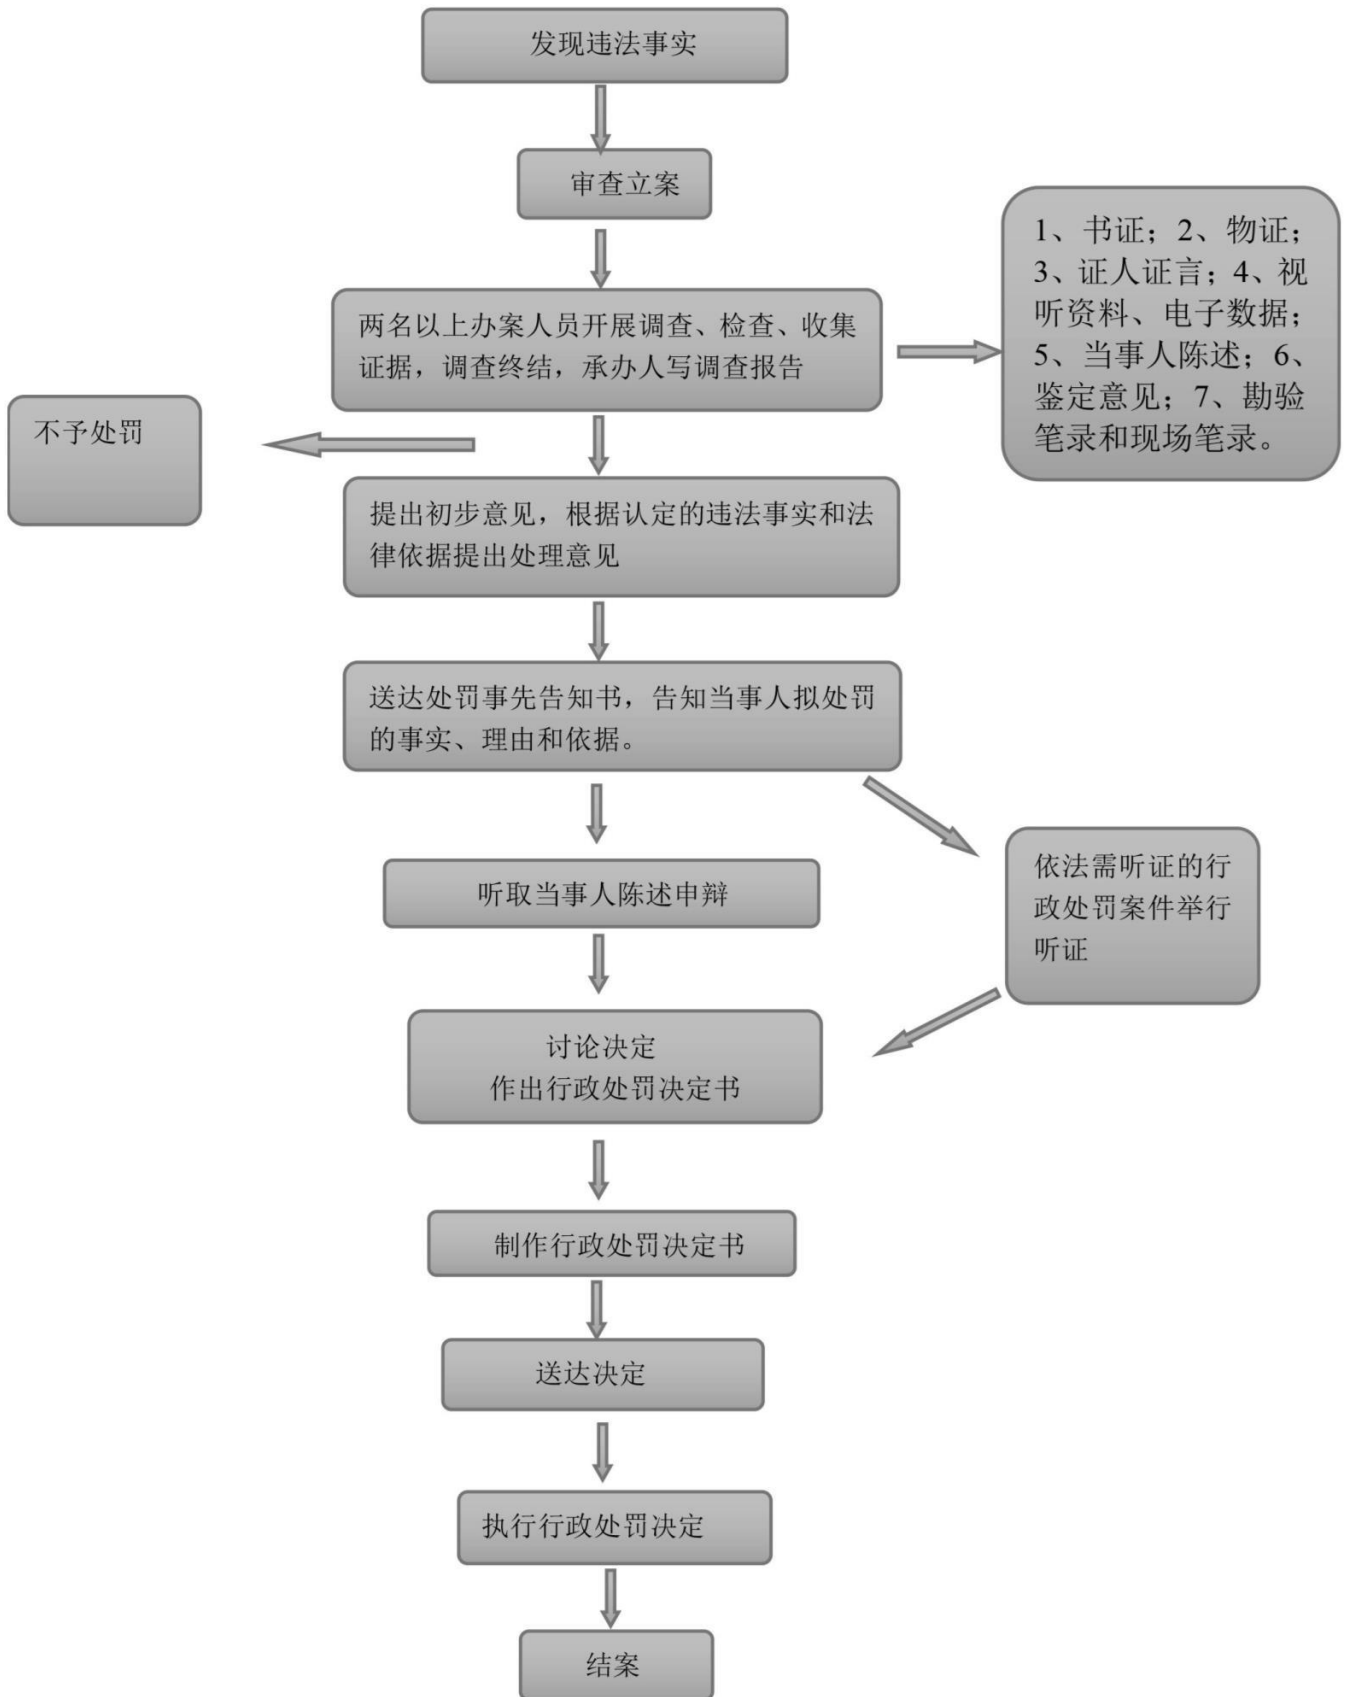 发现违法事实
审查立案
1、书证；2、物证；
3、证人证言；4、视
听资料、电子数据；
5、当事人陈述；6、
鉴定意见；7、勘验
笔录和现场笔录。
两名以上办案人员开展调查、检查、收集
证据，调查终结，承办人写调查报告
不予处罚
提出初步意见，根据认定的违法事实和法
律依据提出处理意见
送达处罚事先告知书，告知当事人拟处罚
的事实、理由和依据。
听取当事人陈述申辩
依法需听证的行
政处罚案件举行
听证
讨论决定
作出行政处罚决定书
制作行政处罚决定书
送达决定
执行行政处罚决定
结案